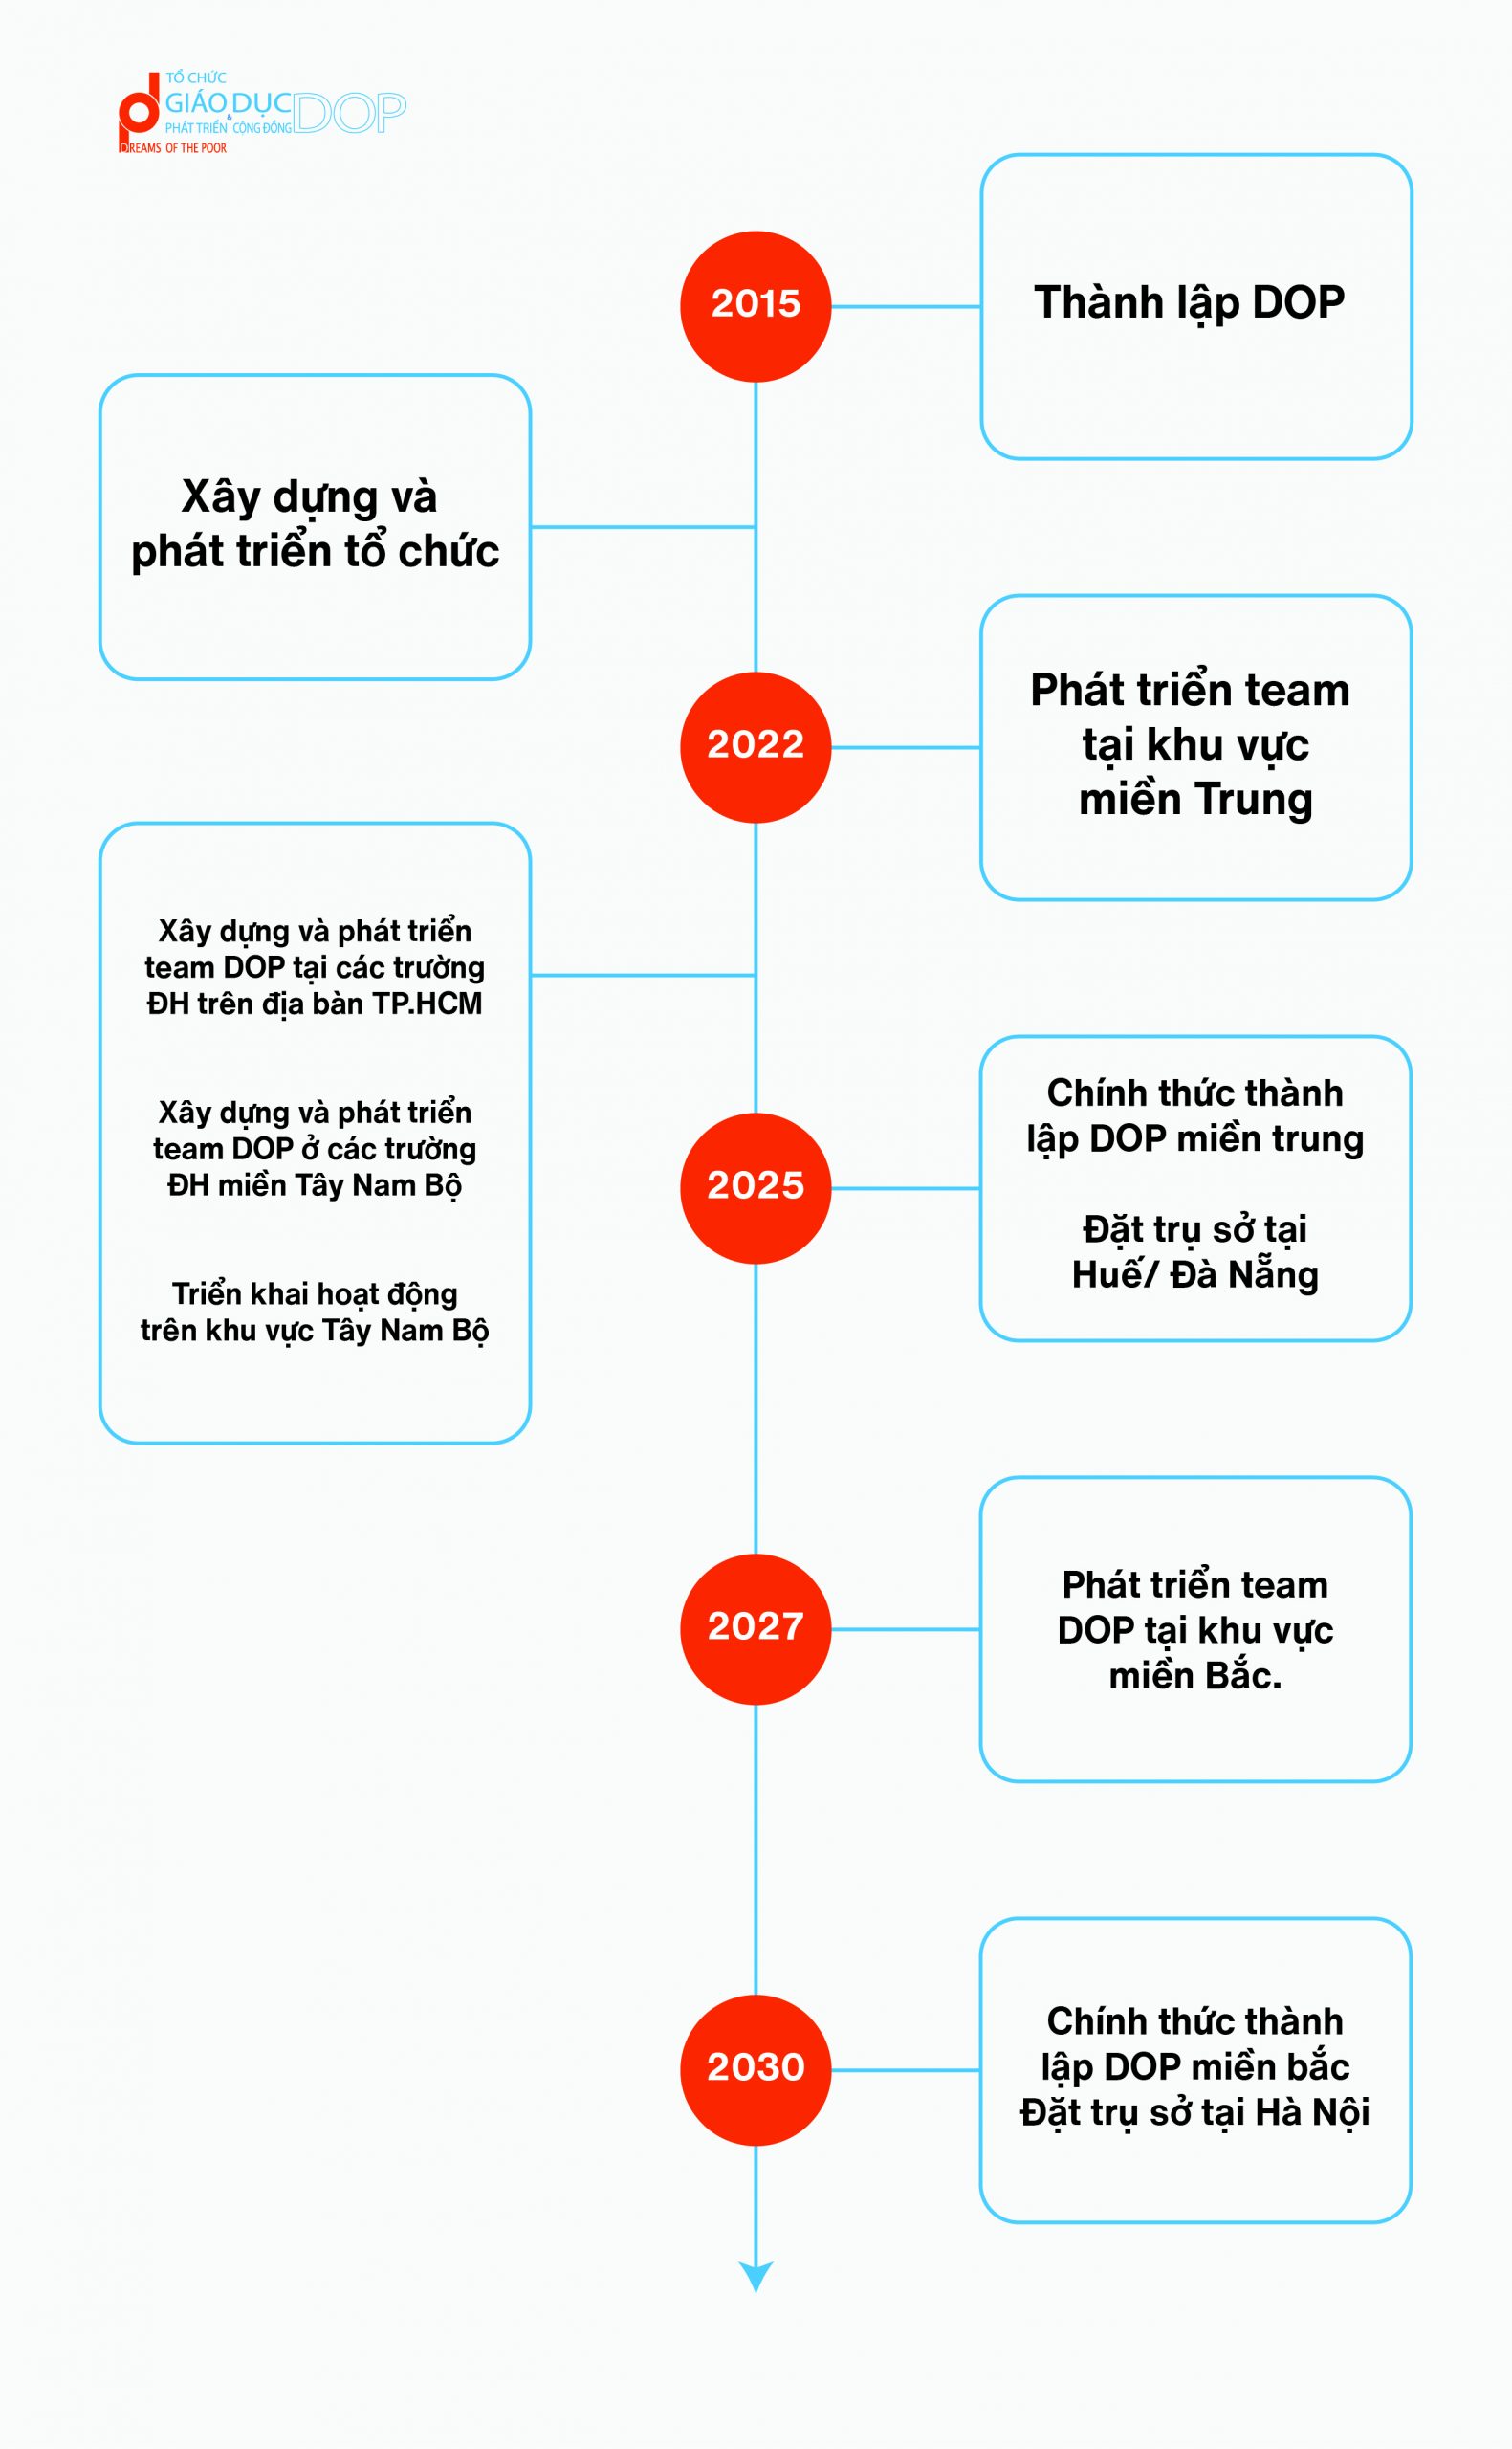 TỔ CHỨC
GIÁO DỤC
&
PHÁT TRIỂN CỘNG ĐỒNG
DOP
DREAMS OF THE POOR
2015
Thành lập DOP
Xây dựng và
phát triển tổ chức
2022
Phát triển team
tại khu vực
miền Trung
Xây dựng và phát triển
team DOP tại các trường
ĐH trên địa bàn TP.HCM
Xây dựng và phát triển
team DOP ở các trường
ĐH miền Tây Nam Bộ
Triển khai hoạt động
trên khu vực Tây Nam Bộ
2025
Chính thức thành
lập DOP miền trung
Đặt trụ sở tại
Huế/ Đà Nẵng
2027
Phát triển team
DOP tại khu vực
miền Bắc.
2030
Chính thức thành
lập DOP miền bắc
Đặt trụ sở tại Hà Nội